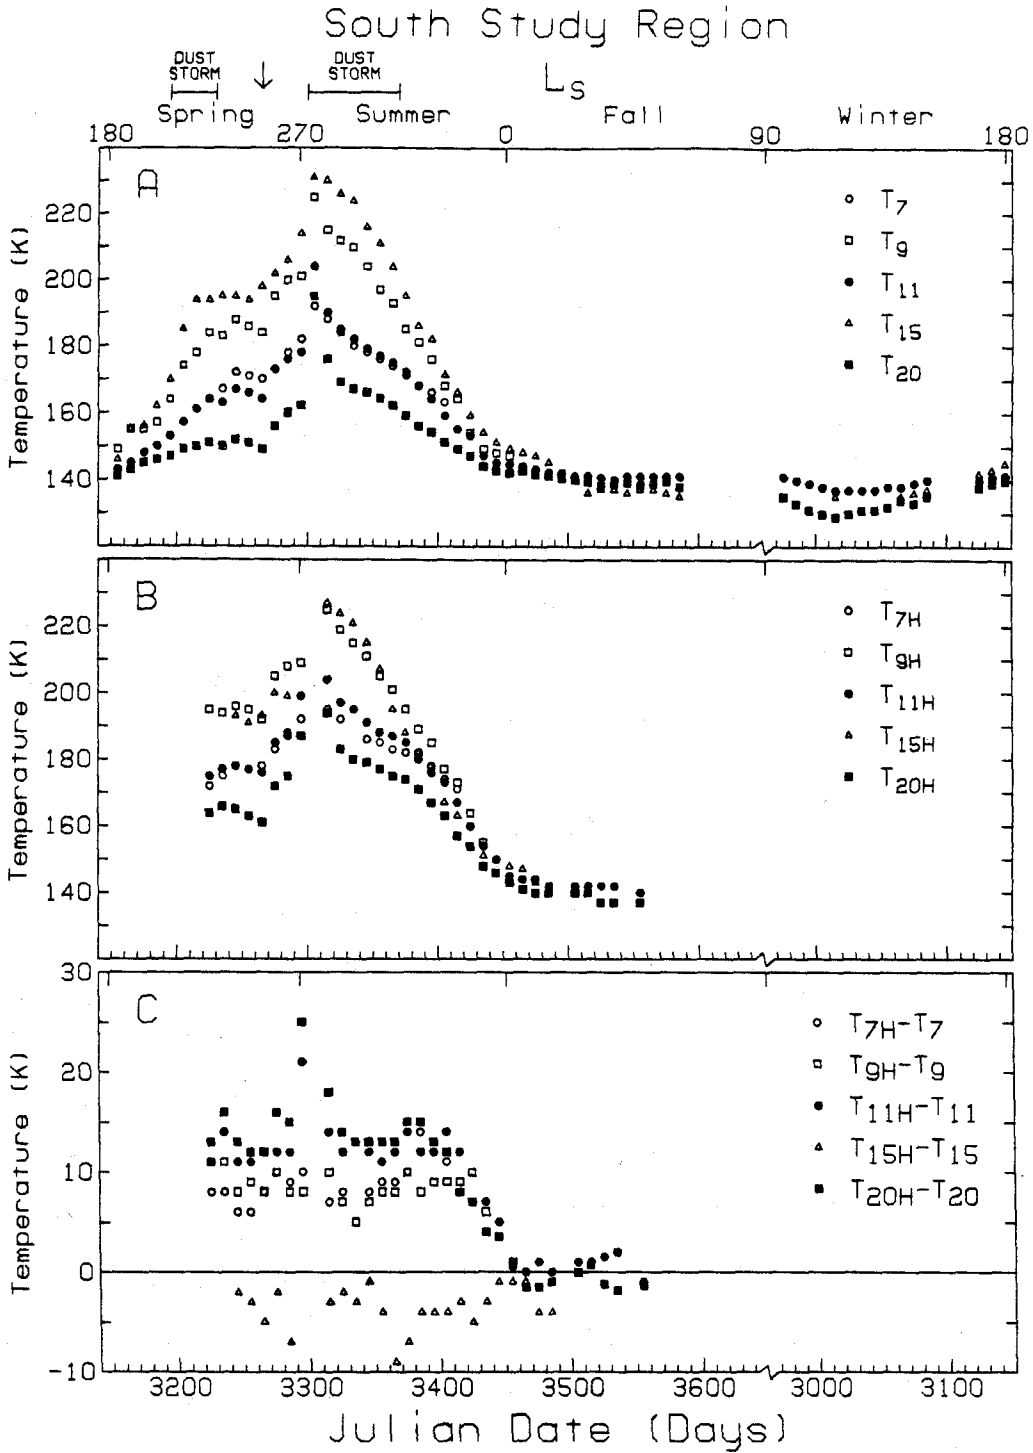 South Study Region
DUST STORM
DUST STORM
Ls
Spring Summer Fall Winter
180 270 0 90 180
A
Temperature (K)
220
200
180
160
140
T7
T9
T11
T15
T20
B
Temperature (K)
220
200
180
160
140
T7H
T9H
T11H
T15H
T20H
C
Temperature (K)
30
20
10
0
-10
T7H-T7
T9H-T9
T11H-T11
T15H-T15
T20H-T20
3200 3300 3400 3500 3600 3000 3100
Julian Date (Days)